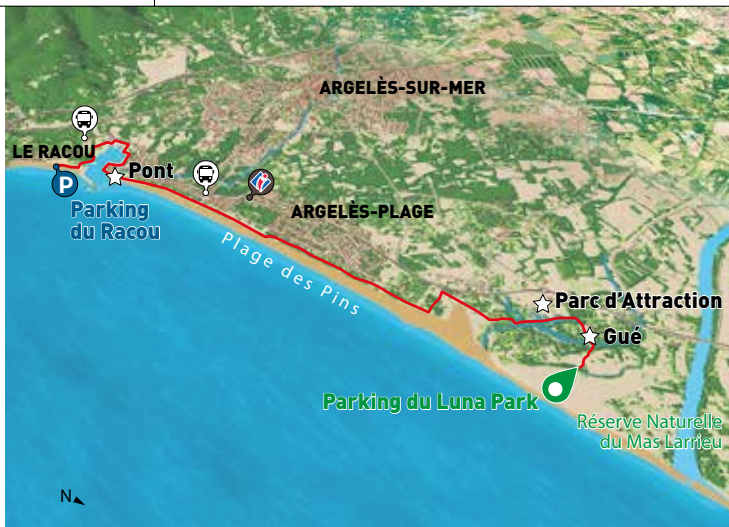 ARGELÈS-SUR-MER
LE RACOU
Pont
P
Parking
du Racou
ARGELÈS-PLAGE
Plage des Pins
Parc d'Attraction
Gué
Parking du Luna Park
Réserve Naturelle
du Mas Larrieu
N